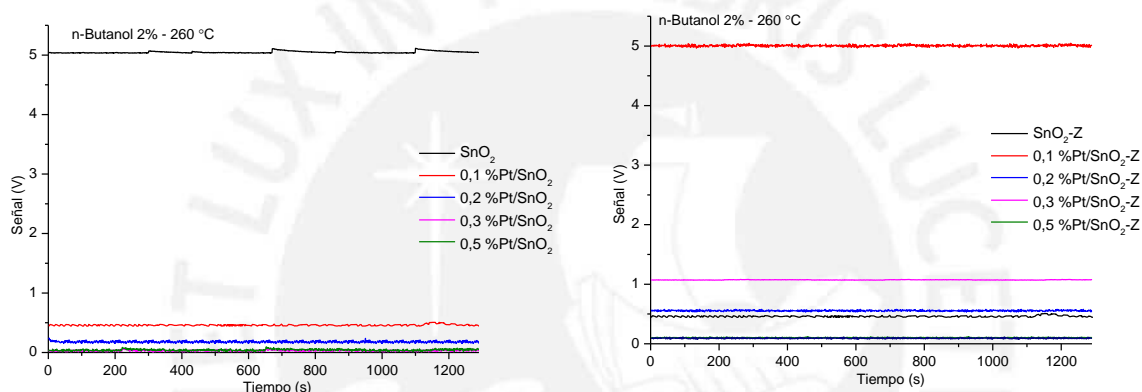 n-Butanol 2% - 260 °C
5
4
3
2
1
0
Señal (V)
0 200 400 600 800 1000 1200
Tiempo (s)
SnO2
0,1 %Pt/SnO2
0,2 %Pt/SnO2
0,3 %Pt/SnO2
0,5 %Pt/SnO2
n-Butanol 2% - 260 °C
5
4
3
2
1
0
Señal (V)
0 200 400 600 800 1000 1200
Tiempo (s)
SnO2-Z
0,1 %Pt/SnO2-Z
0,2 %Pt/SnO2-Z
0,3 %Pt/SnO2-Z
0,5 %Pt/SnO2-Z
T LUX IN
S LUCE